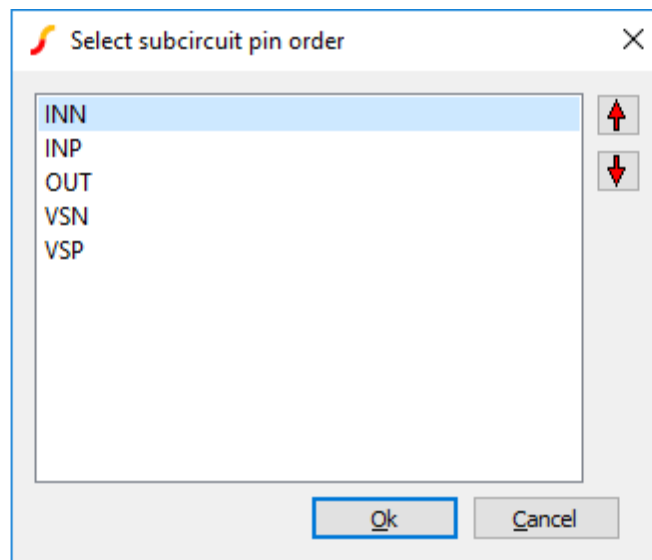 Select subcircuit pin order
INN
INP
OUT
VSN
VSP
Ok
Cancel